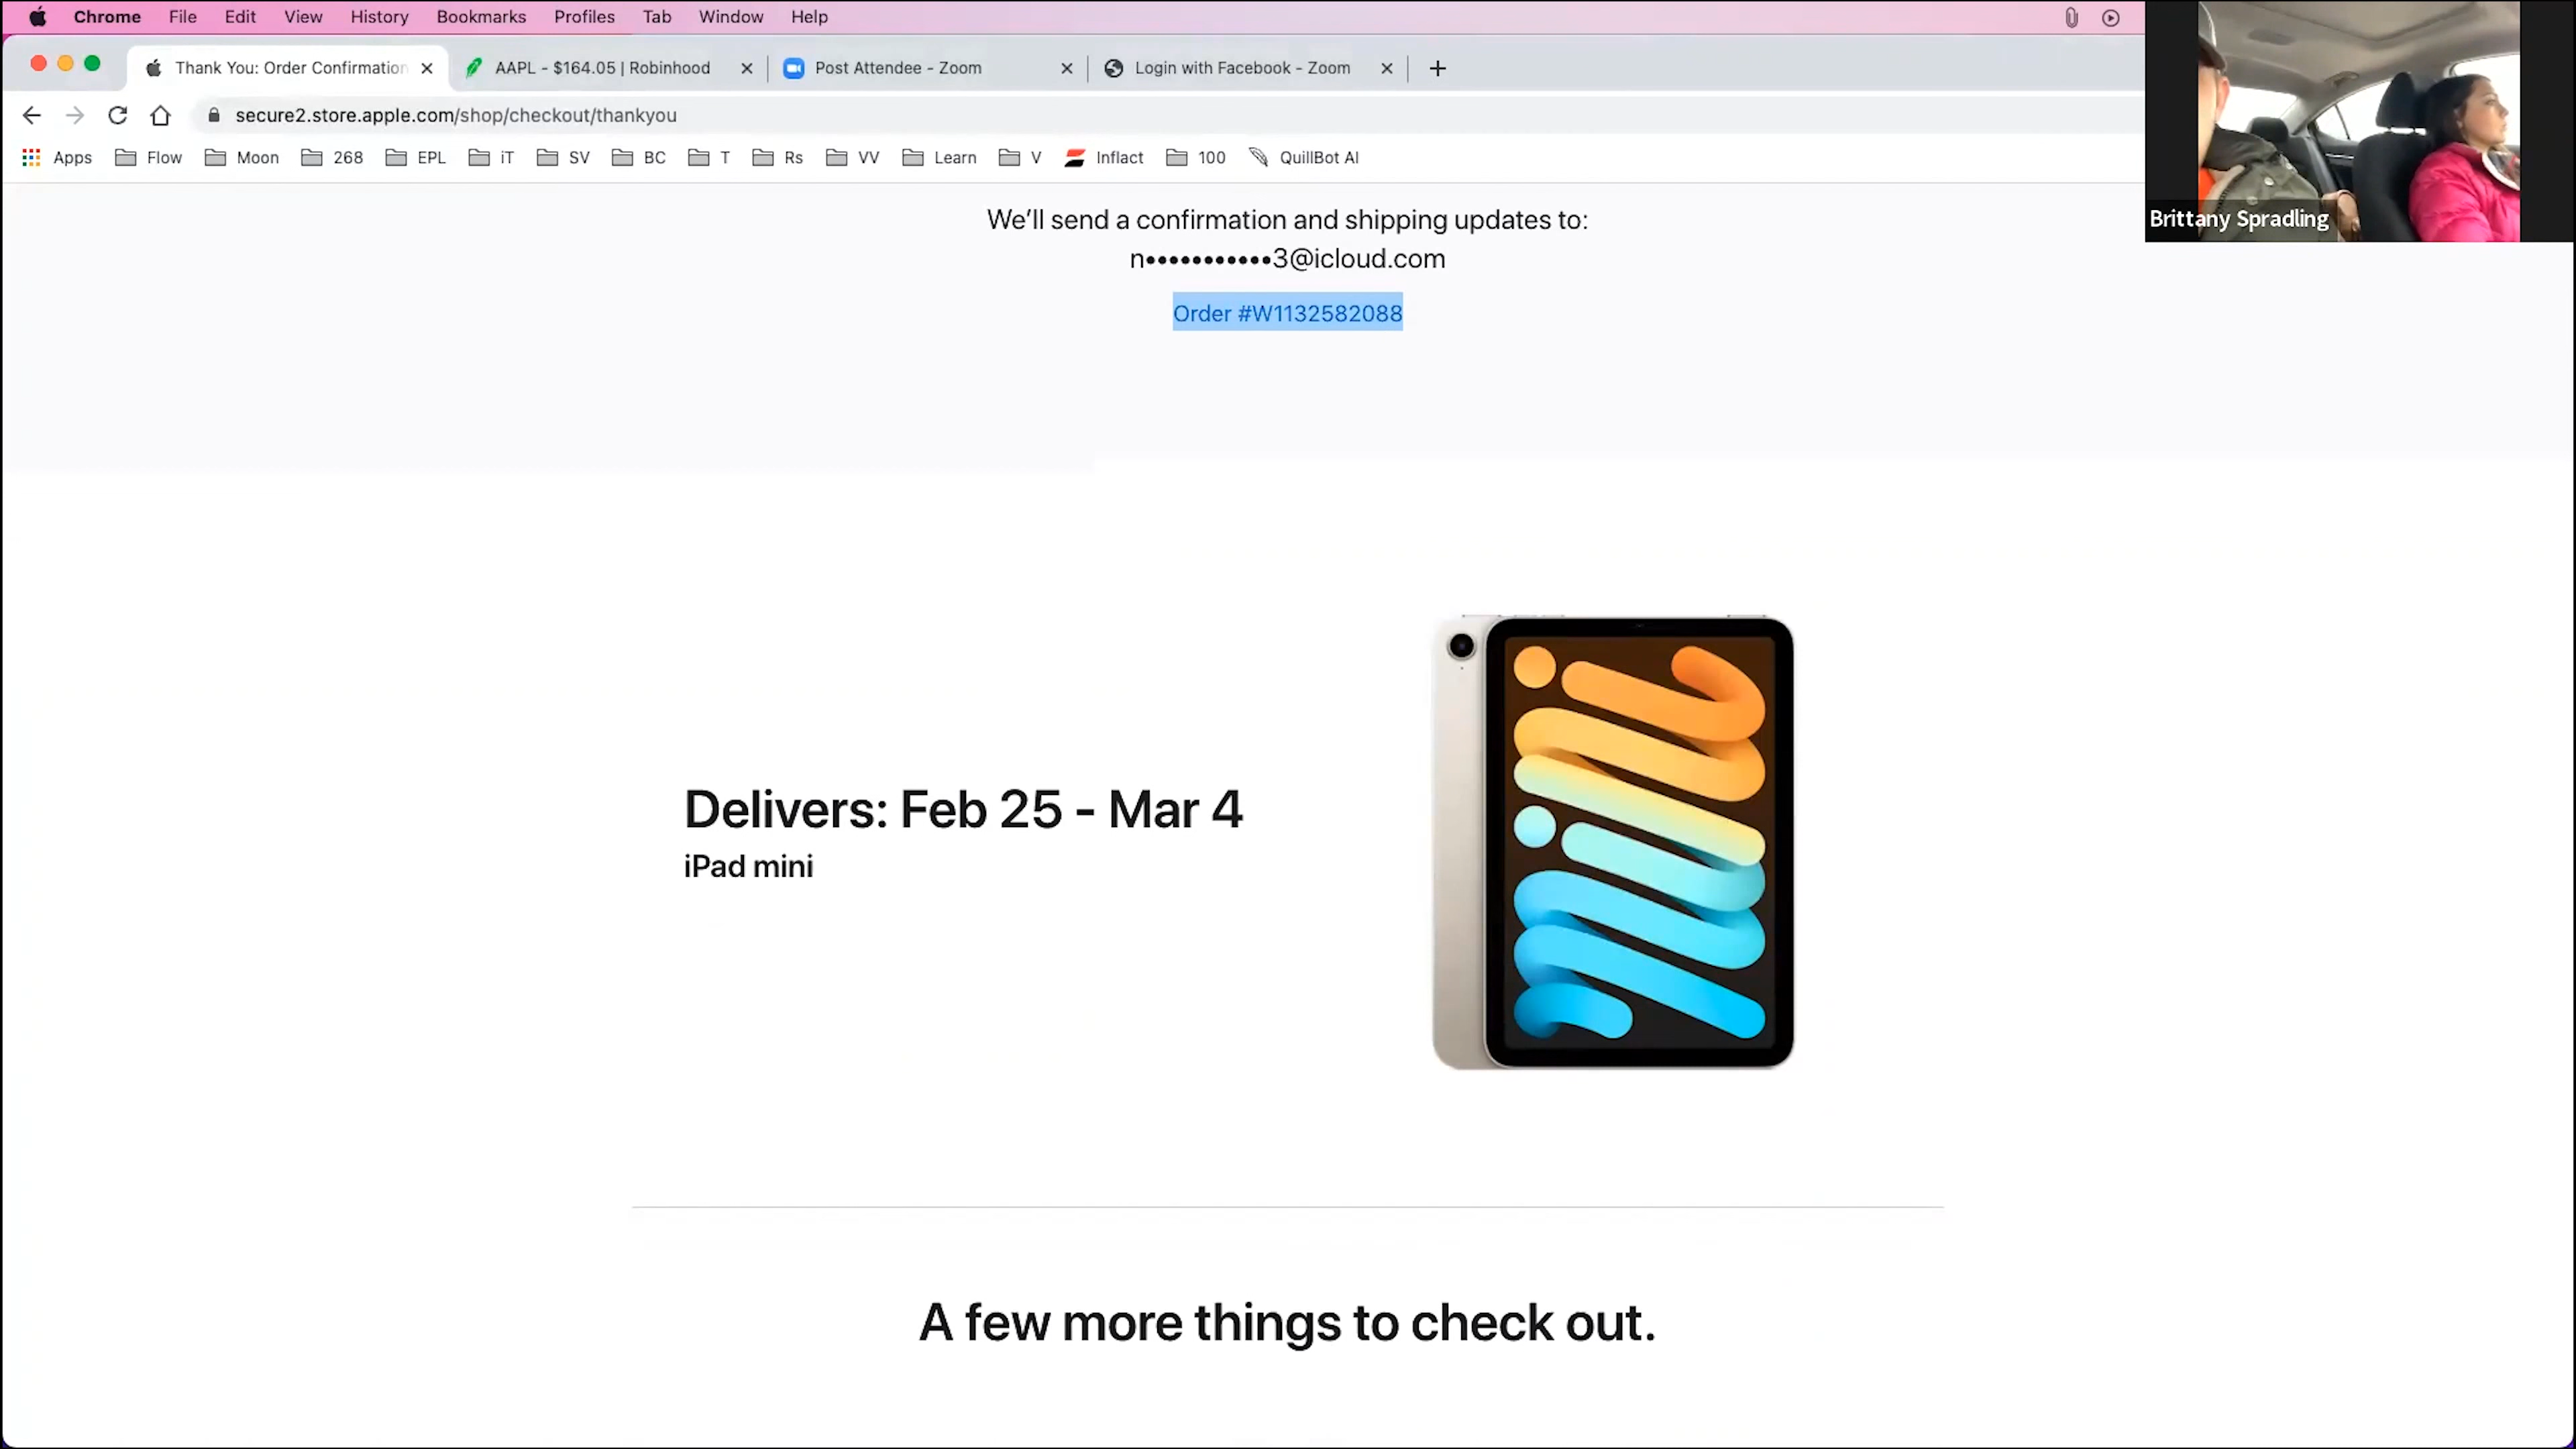 Chrome File Edit View History Bookmarks Profiles Tab Window Help
Thank You: Order Confirmation AAPL - $164.05 | Robinhood Post Attendee - Zoom Login with Facebook - Zoom
secure2.store.apple.com/shop/checkout/thankyou
Apps Flow Moon 268 EPL iT SV BC T Rs VV Learn V Inflact 100 QuillBot AI
Brittany Spradling
We'll send a confirmation and shipping updates to:
n••••••••••••3@icloud.com
Order #W1132582088
Delivers: Feb 25 - Mar 4
iPad mini
A few more things to check out.